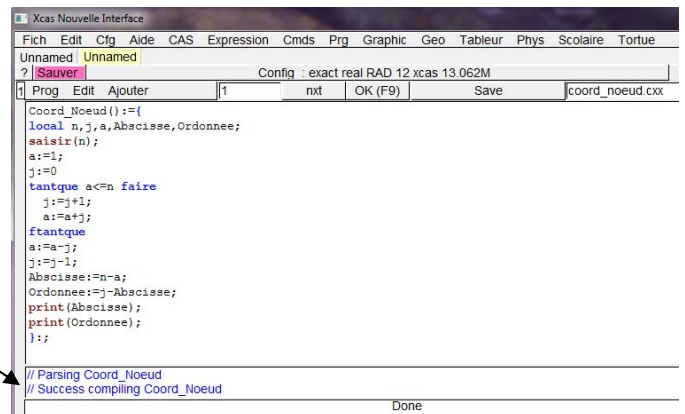 Xcas Nouvelle Interface
Fich Edit Cfg Aide CAS Expression Cmds Prg Graphic Geo Tableur Phys Scolaire Tortue
Unnamed Unnamed
? Sauver Config : exact real RAD 12 xcas 13.062M
1 Prog Edit Ajouter 1 nxt OK (F9) Save coord_noeud.cxx
Coord_Noeud():={
local n,j,a,Abscisse,Ordonnee;
saisir(n);
a:=1;
j:=0
tantque a<=n faire
j:=j+1;
a:=a+j;
ftantque
a:=a-j;
j:=j-1;
Abscisse:=n-a;
Ordonnee:=j-Abscisse;
print(Abscisse);
print(Ordonnee);
}:;
// Parsing Coord_Noeud
// Success compiling Coord_Noeud
Done